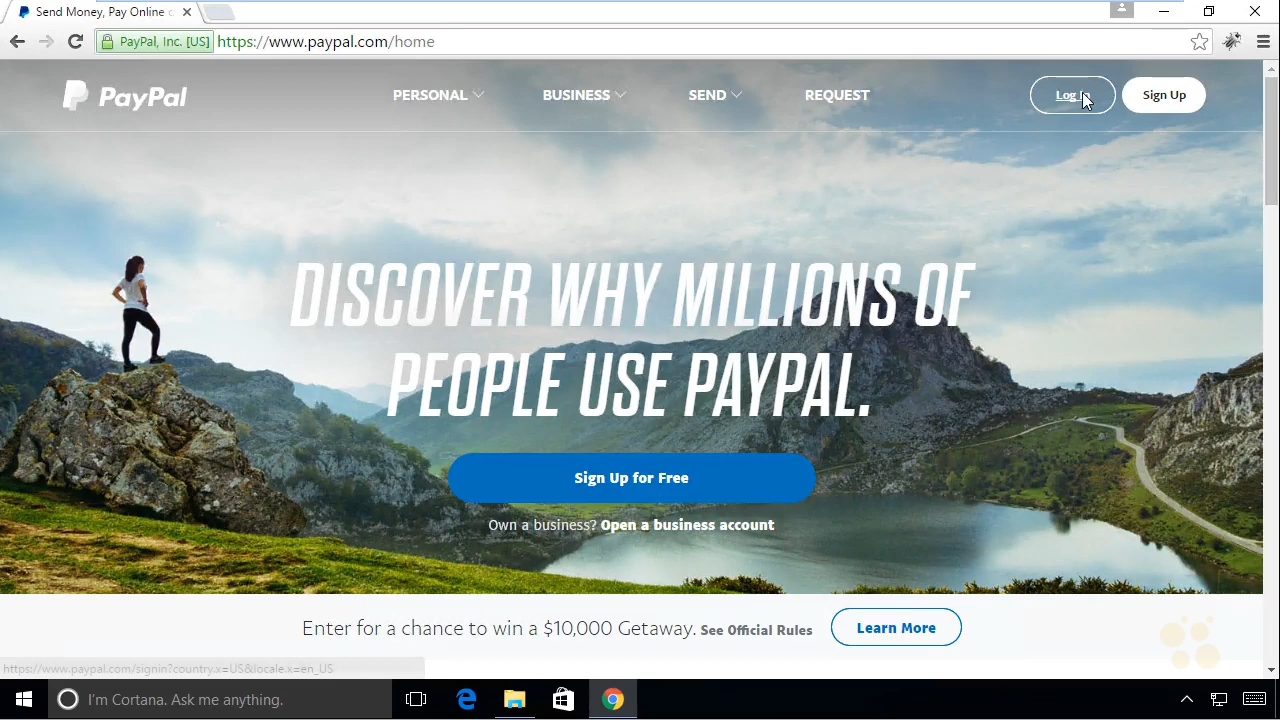 Send Money, Pay Online
PayPal, Inc. [US] https://www.paypal.com/home
PayPal PERSONAL BUSINESS SEND REQUEST Log In Sign Up
DISCOVER WHY MILLIONS OF
PEOPLE USE PAYPAL.
Sign Up for Free
Own a business? Open a business account
Enter for a chance to win a $10,000 Getaway. See Official Rules Learn More
https://www.paypal.com/signin?country.x=US&locale.x=en_US
I'm Cortana. Ask me anything.